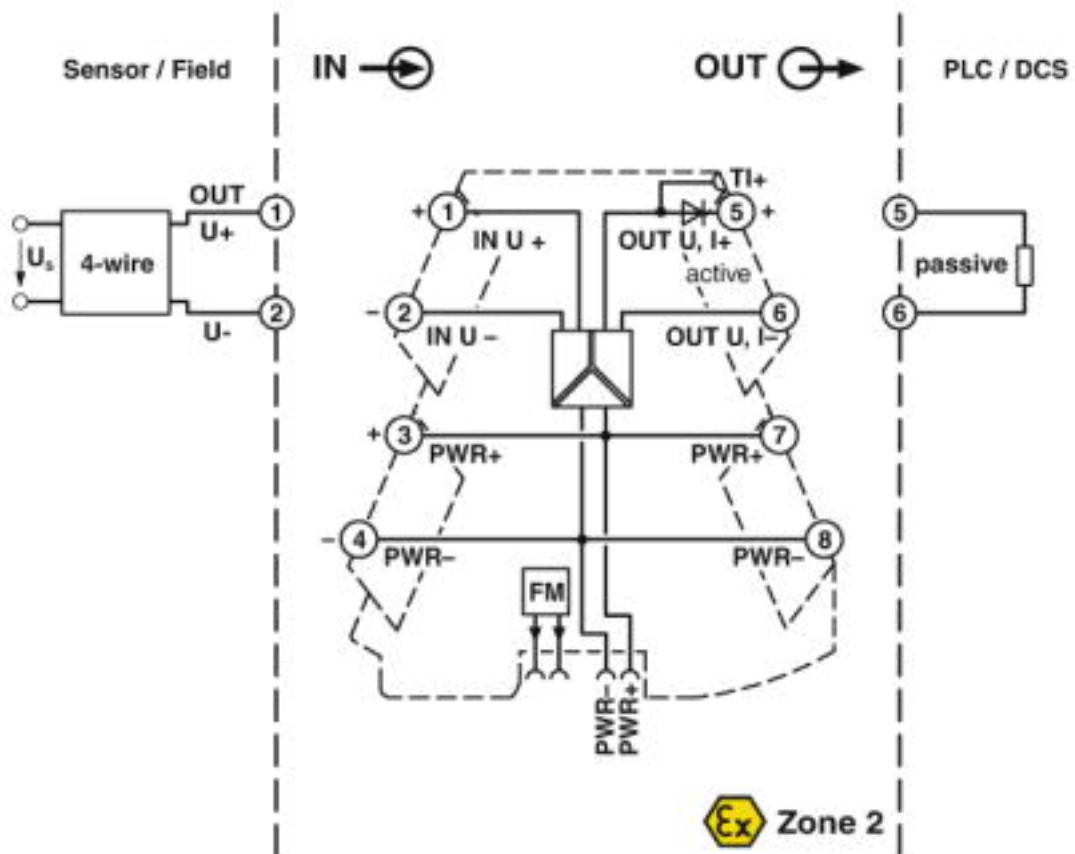 Sensor / Field
IN
OUT
PLC / DCS
OUT
U+
Us
4-wire
U-
1
2
+ 1
IN U +
- 2
IN U –
TI+
5 +
OUT U, I+
active
6
OUT U, I–
+ 3
PWR+
7
PWR+
– 4
PWR–
8
PWR–
FM
PWR–
PWR+
5
passive
6
Ex Zone 2